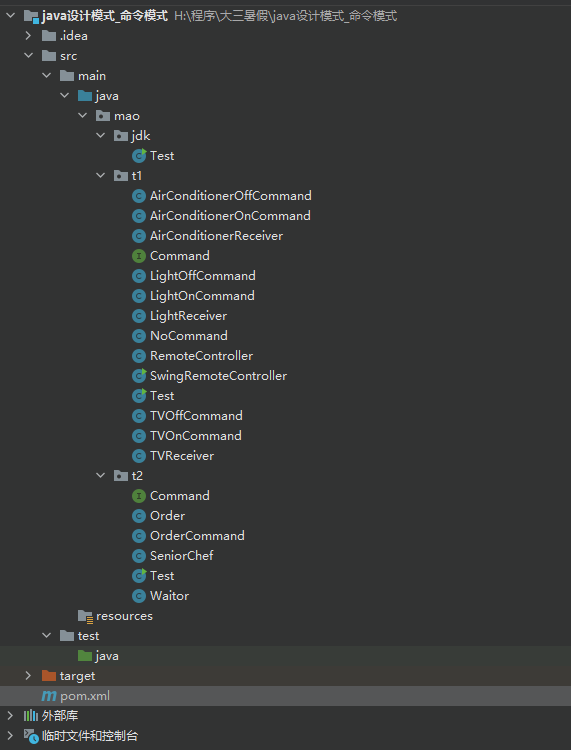 java设计模式_命令模式 H:\程序\大三暑假\java设计模式_命令模式
.idea
src
main
java
mao
jdk
Test
t1
AirConditionerOffCommand
AirConditionerOnCommand
AirConditionerReceiver
Command
LightOffCommand
LightOnCommand
LightReceiver
NoCommand
RemoteController
SwingRemoteController
Test
TVOffCommand
TVOnCommand
TVReceiver
t2
Command
Order
OrderCommand
SeniorChef
Test
Waitor
resources
test
java
target
pom.xml
外部库
临时文件和控制台